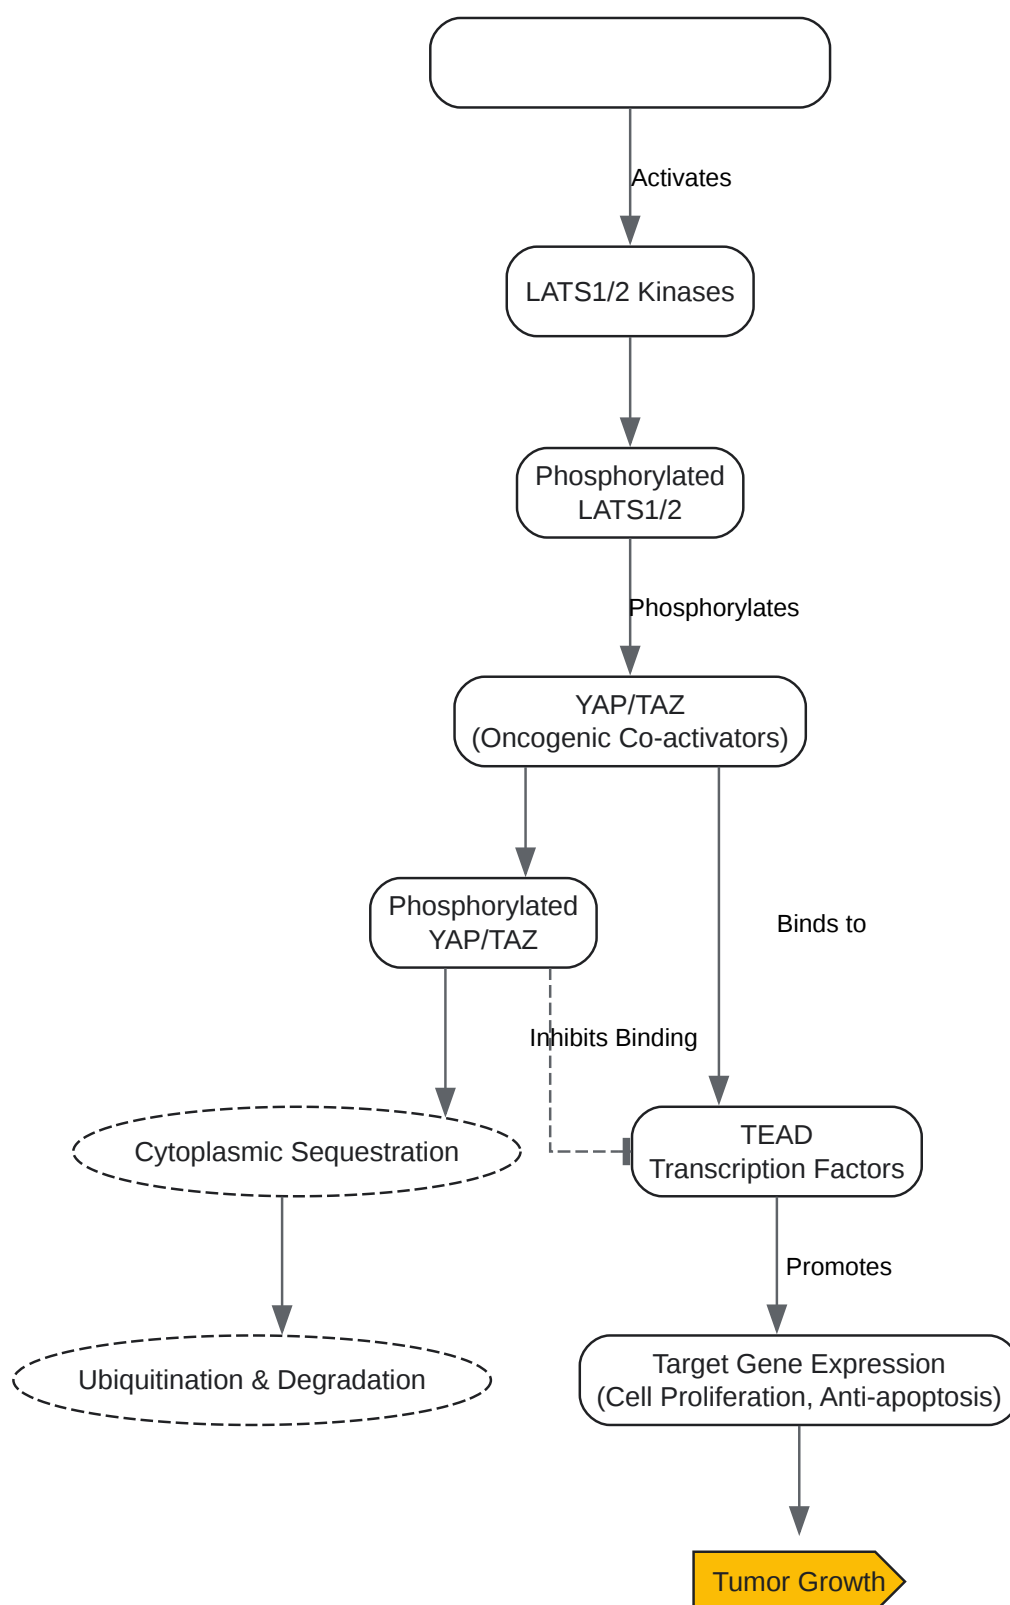 Activates
LATS1/2 Kinases
Phosphorylated
LATS1/2
Phosphorylates
YAP/TAZ
(Oncogenic Co-activators)
Phosphorylated
YAP/TAZ
Binds to
Inhibits Binding
Cytoplasmic Sequestration
TEAD
Transcription Factors
Promotes
Ubiquitination & Degradation
Target Gene Expression
(Cell Proliferation, Anti-apoptosis)
Tumor Growth